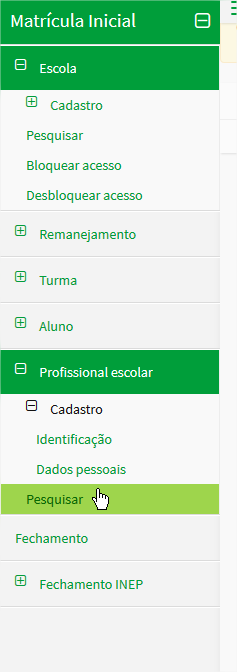 Matrícula Inicial
Escola
Cadastro
Pesquisar
Bloquear acesso
Desbloquear acesso
Remanejamento
Turma
Aluno
Profissional escolar
Cadastro
Identificação
Dados pessoais
Pesquisar
Fechamento
Fechamento INEP